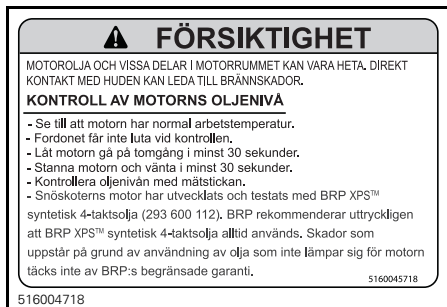 FÖRSIKTIGHET
MOTOROLJA OCH VISSA DELAR I MOTORRUMMET KAN VARA HETA. DIREKT
KONTAKT MED HUDEN KAN LEDA TILL BRÄNNSKADOR.
KONTROLL AV MOTORNS OLJENIVÅ
- Se till att motorn har normal arbetstemperatur.
- Fordonet får inte luta vid kontrollen.
- Låt motorn gå på tomgång i minst 30 sekunder.
- Stanna motorn och vänta i minst 30 sekunder.
- Kontrollera oljenivån med mätstickan.
- Snöskoterns motor har utvecklats och testats med BRP XPS™
syntetisk 4-taktsolja (293 600 112). BRP rekommenderar uttryckligen
att BRP XPS™ syntetisk 4-taktsolja alltid används. Skador som
uppstår på grund av användning av olja som inte lämpar sig för motorn
täcks inte av BRP:s begränsade garanti.
5160045718
516004718